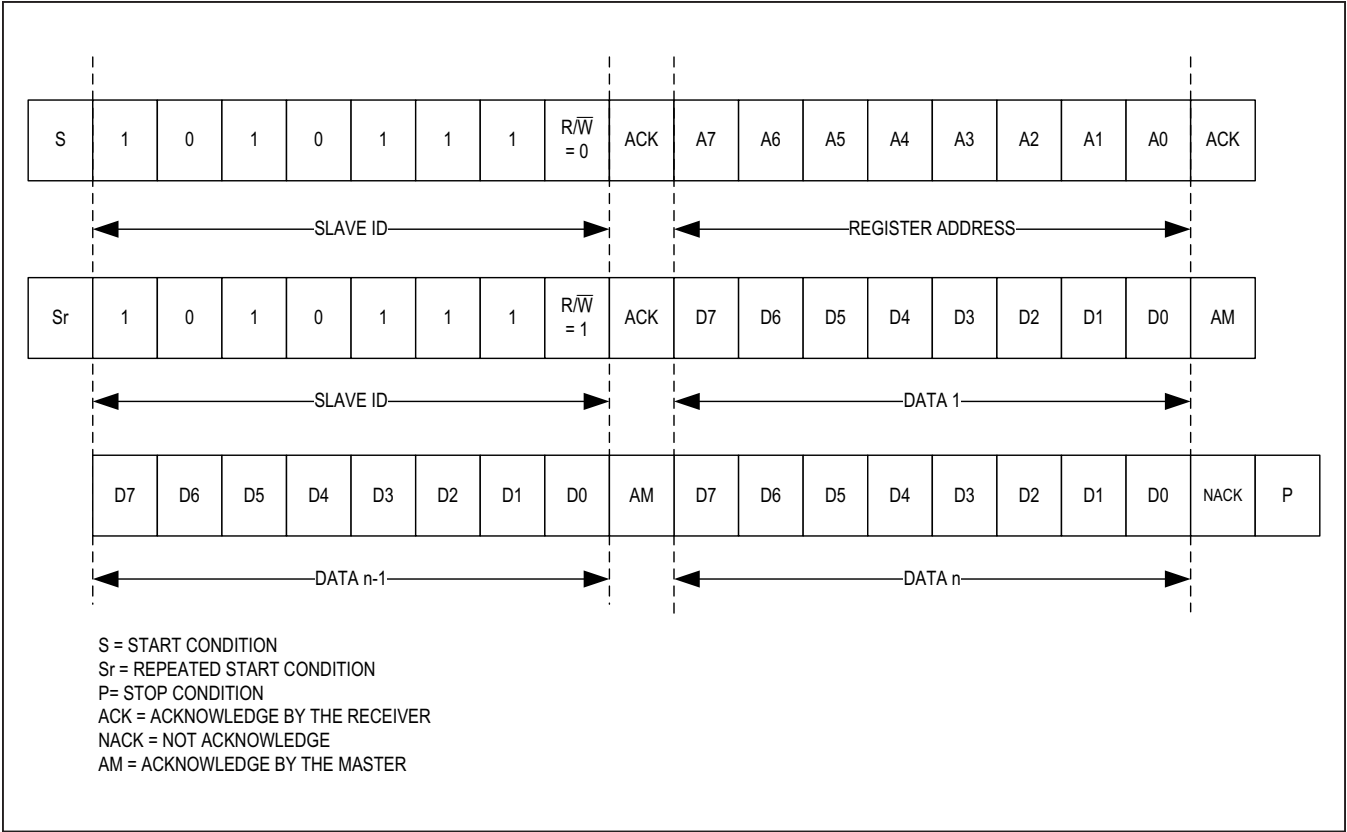 S 1 0 1 0 1 1 1 R/W̅ = 0 ACK A7 A6 A5 A4 A3 A2 A1 A0 ACK
SLAVE ID REGISTER ADDRESS
Sr 1 0 1 0 1 1 1 R/W̅ = 1 ACK D7 D6 D5 D4 D3 D2 D1 D0 AM
SLAVE ID DATA 1
D7 D6 D5 D4 D3 D2 D1 D0 AM D7 D6 D5 D4 D3 D2 D1 D0 NACK P
DATA n-1 DATA n
S = START CONDITION
Sr = REPEATED START CONDITION
P= STOP CONDITION
ACK = ACKNOWLEDGE BY THE RECEIVER
NACK = NOT ACKNOWLEDGE
AM = ACKNOWLEDGE BY THE MASTER